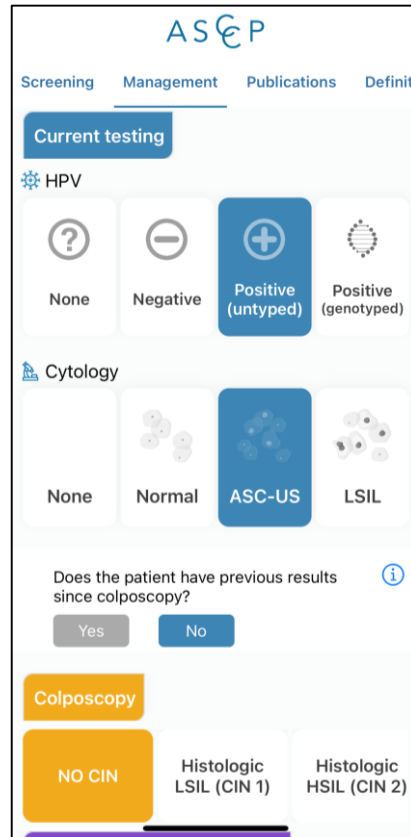 ASCCP
Screening Management Publications Definit
Current testing
HPV
None Negative Positive (untyped) Positive (genotyped)
Cytology
None Normal ASC-US LSIL
Does the patient have previous results
since colposcopy?
Yes No
Colposcopy
NO CIN Histologic LSIL (CIN 1) Histologic HSIL (CIN 2)